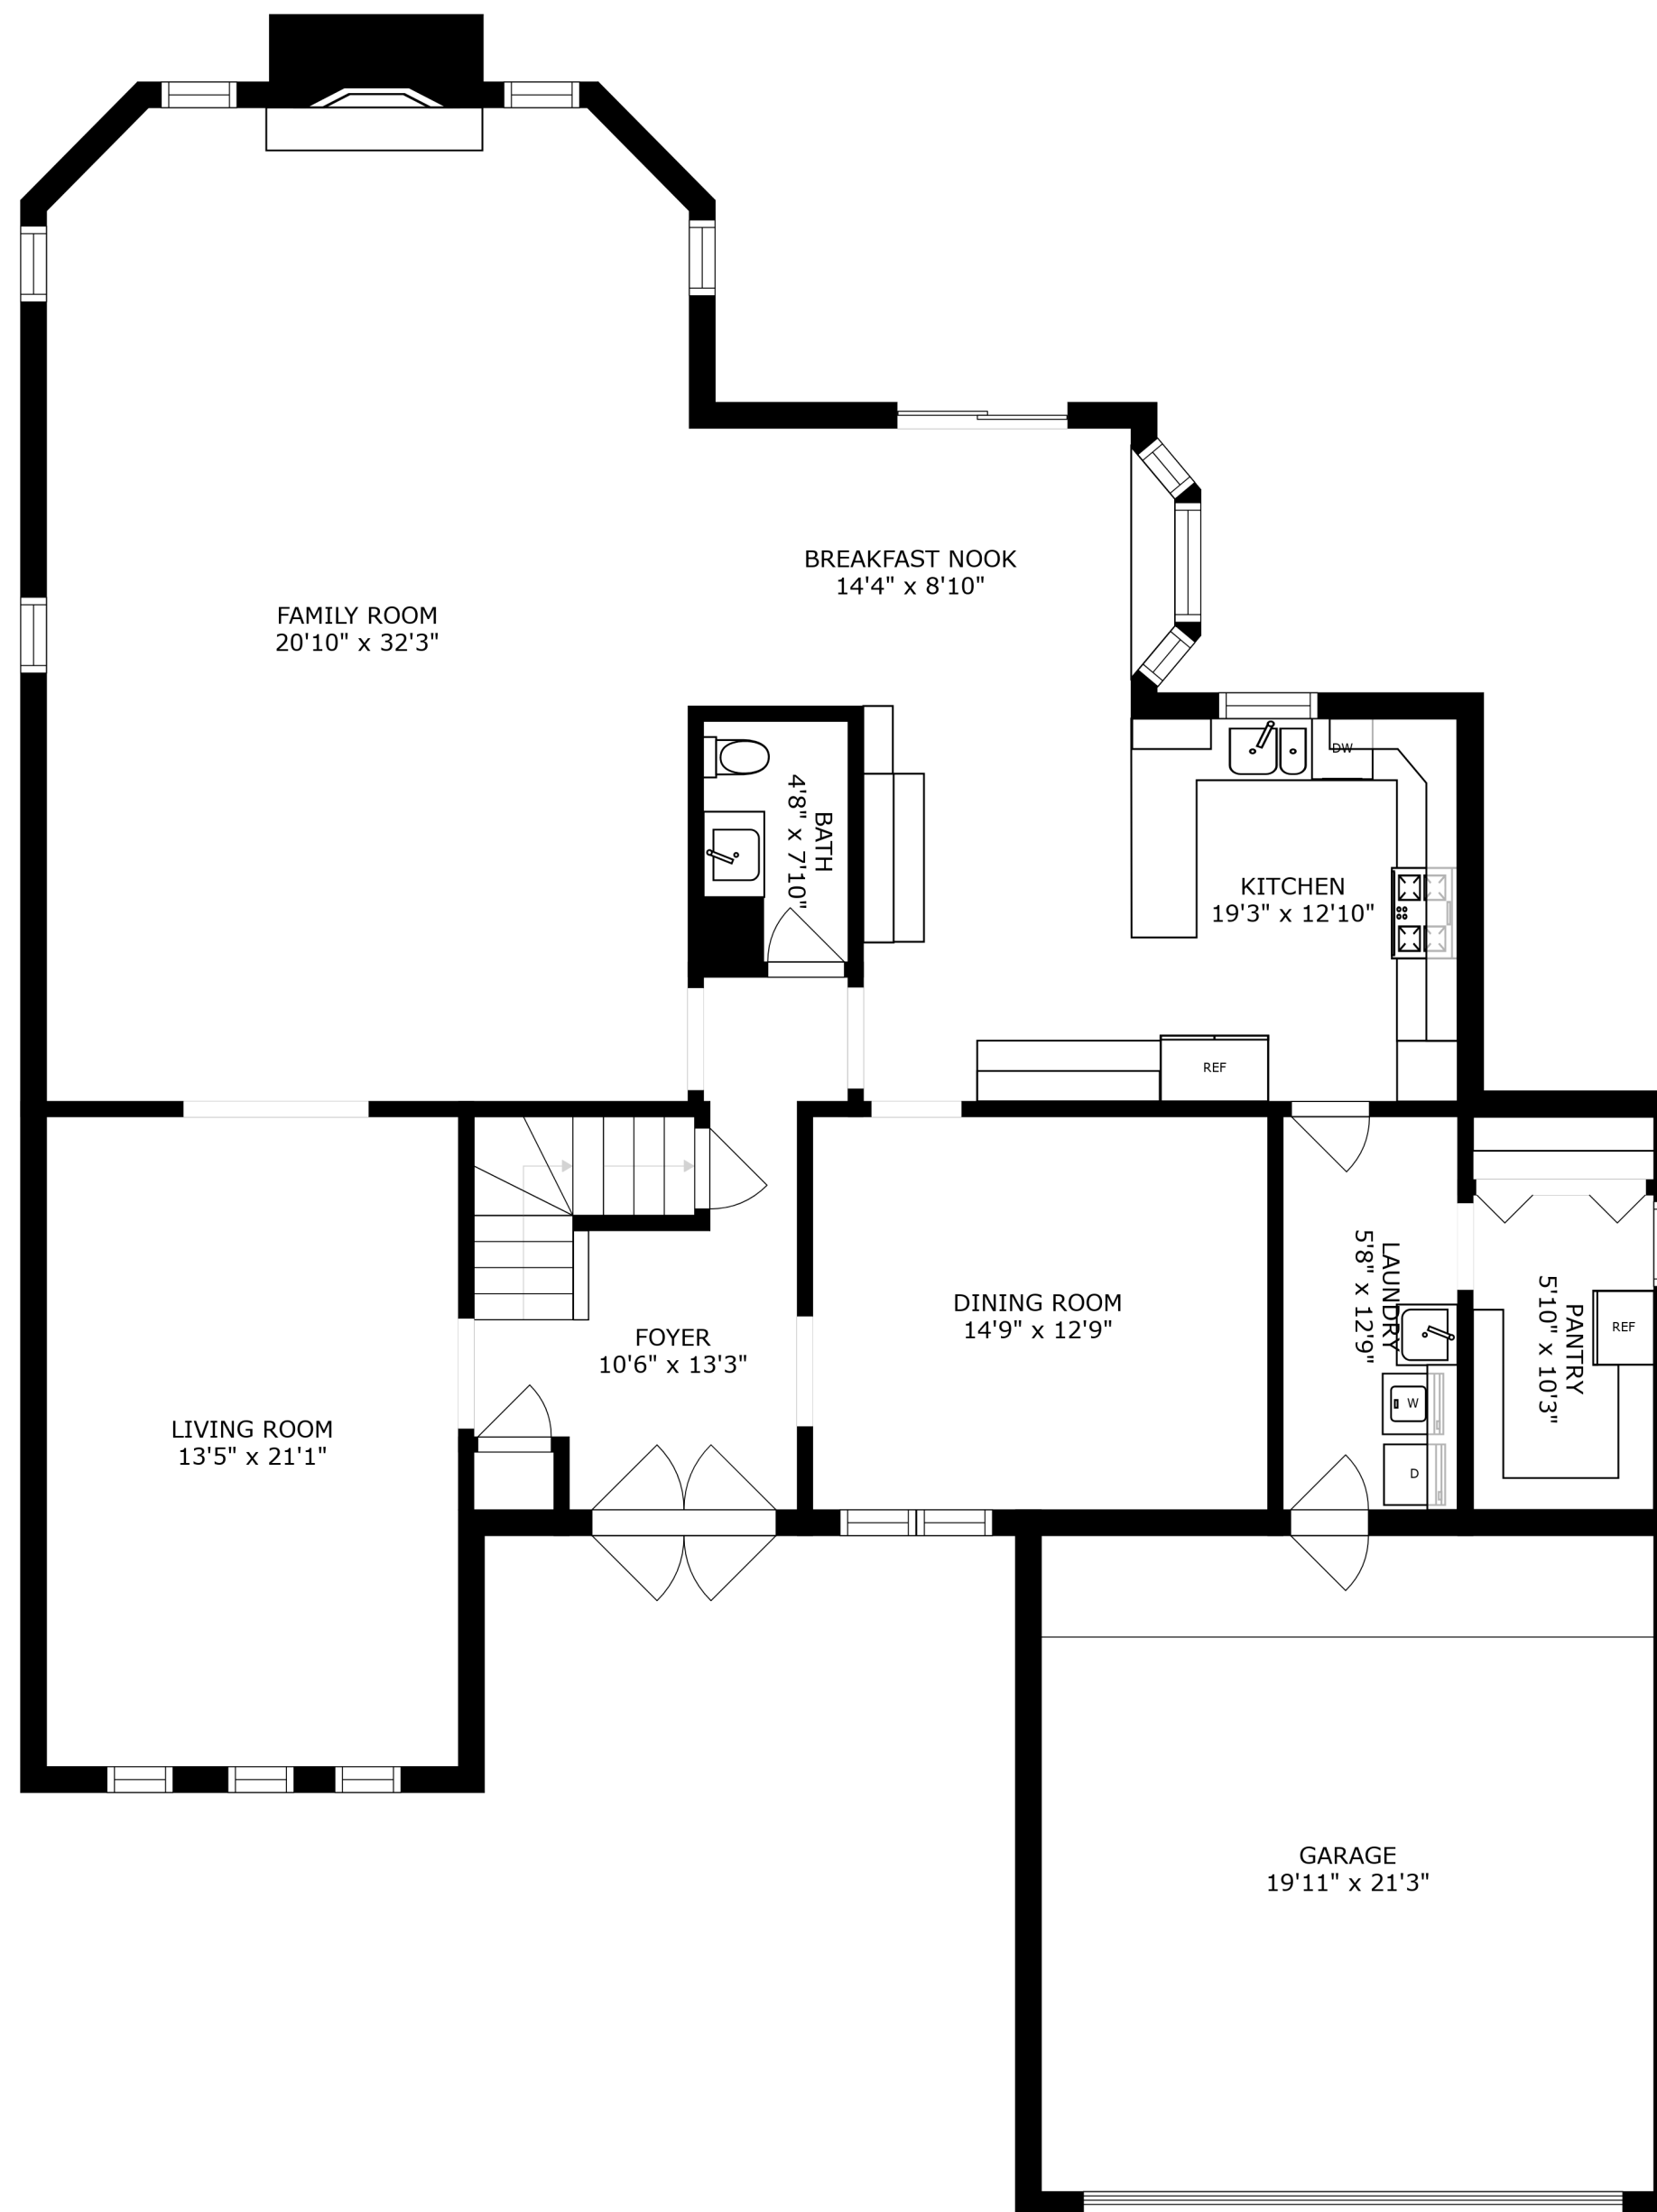 BREAKFAST NOOK
14'4" x 8'10"
FAMILY ROOM
20'10" x 32'3"
DW
BATH
4'8" x 7'10"
KITCHEN
19'3" x 12'10"
REF
DINING ROOM
14'9" x 12'9"
LAUNDRY
5'8" x 12'9"
PANTRY
5'10" x 10'3"
REF
FOYER
10'6" x 13'3"
LIVING ROOM
13'5" x 21'1"
W
D
GARAGE
19'11" x 21'3"